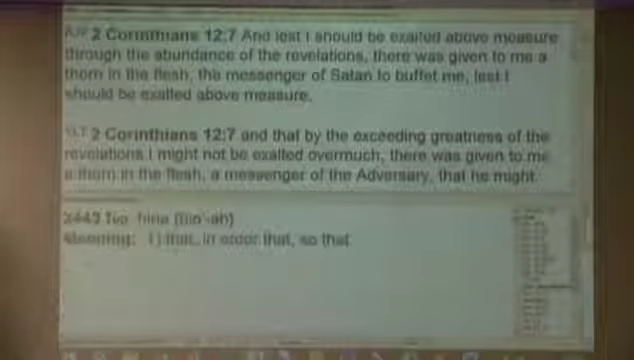 KJV 2 Corinthians 12:7 And lest I should be exalted above measure
through the abundance of the revelations, there was given to me a
thorn in the flesh, the messenger of Satan to buffet me, lest I
should be exalted above measure.
2 Corinthians 12:7 and that by the exceeding greatness of the
revelations I might not be exalted overmuch, there was given to me
a thorn in the flesh, a messenger of the Adversary, that he might
2443 hina (hin'-ah)
Meaning: 1) that, in order that, so that